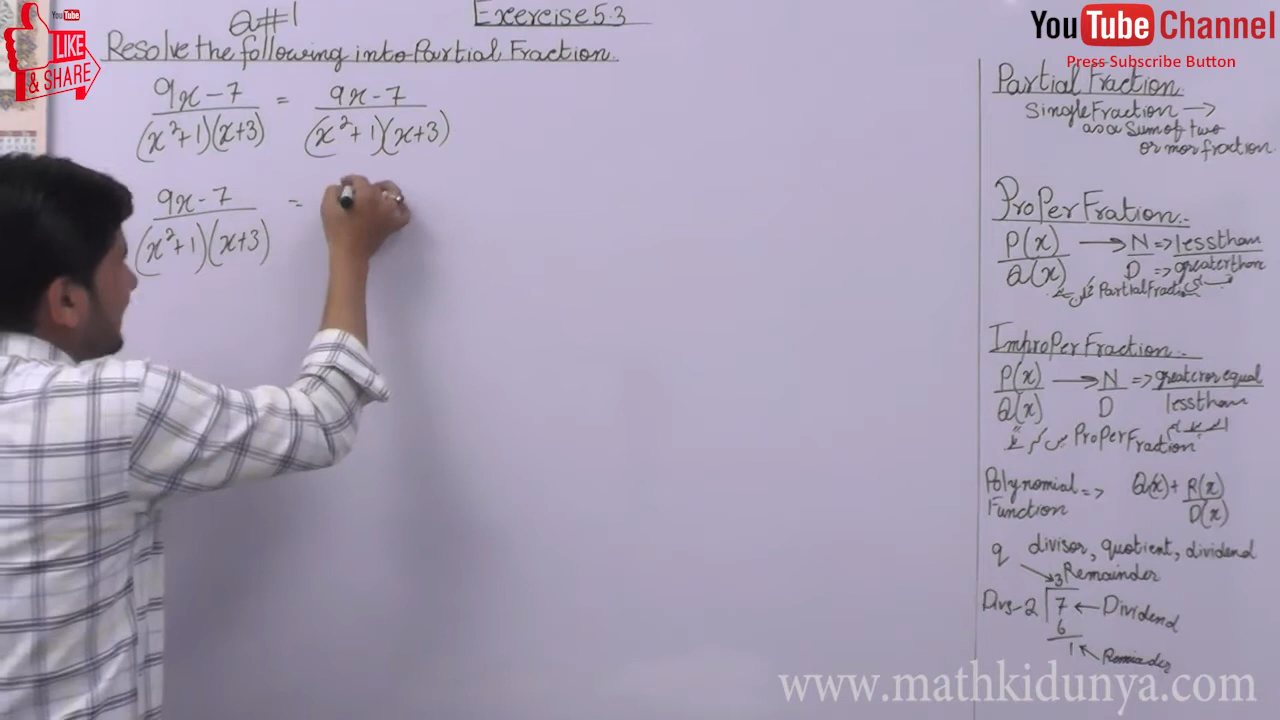 YouTube
LIKE
& SHARE
Q#1
Exercise 5.3
Resolve the following into Partial Fraction.
9x-7/(x²+1)(x+3) = 9x-7/(x²+1)(x+3)
9x-7/(x²+1)(x+3) =
YouTube Channel
Press Subscribe Button
Partial Fraction.
Single Fraction →
as a Sum of two
or mor fraction.
ProPer Fration:-
P(x)/Q(x) → N/D => less than
=> greater than
Partial Fraction
ImproPer Fraction:-
P(x)/Q(x) → N/D => greater or equal
less than
ProPer Fraction
Polynomial => Q(x) + R(x)/D(x)
Function
q divisor, quotient, dividend
3 Remainder
Divs-2 7 ← Dividend
6
1 Remiader
www.mathkidunya.com